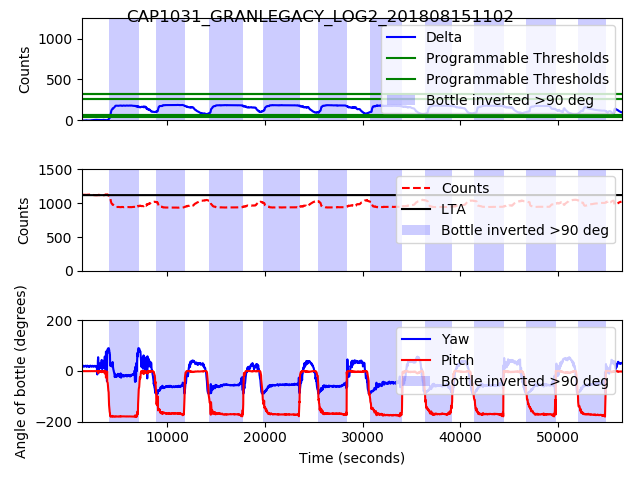 CAP1031_GRANLEGACY_LOG2_201808151102
Counts
1000
500
0
Delta
Programmable Thresholds
Programmable Thresholds
Bottle inverted >90 deg
Counts
1500
1000
500
0
Counts
LTA
Bottle inverted >90 deg
Angle of bottle (degrees)
200
0
−200
Yaw
Pitch
Bottle inverted >90 deg
10000
20000
30000
40000
50000
Time (seconds)